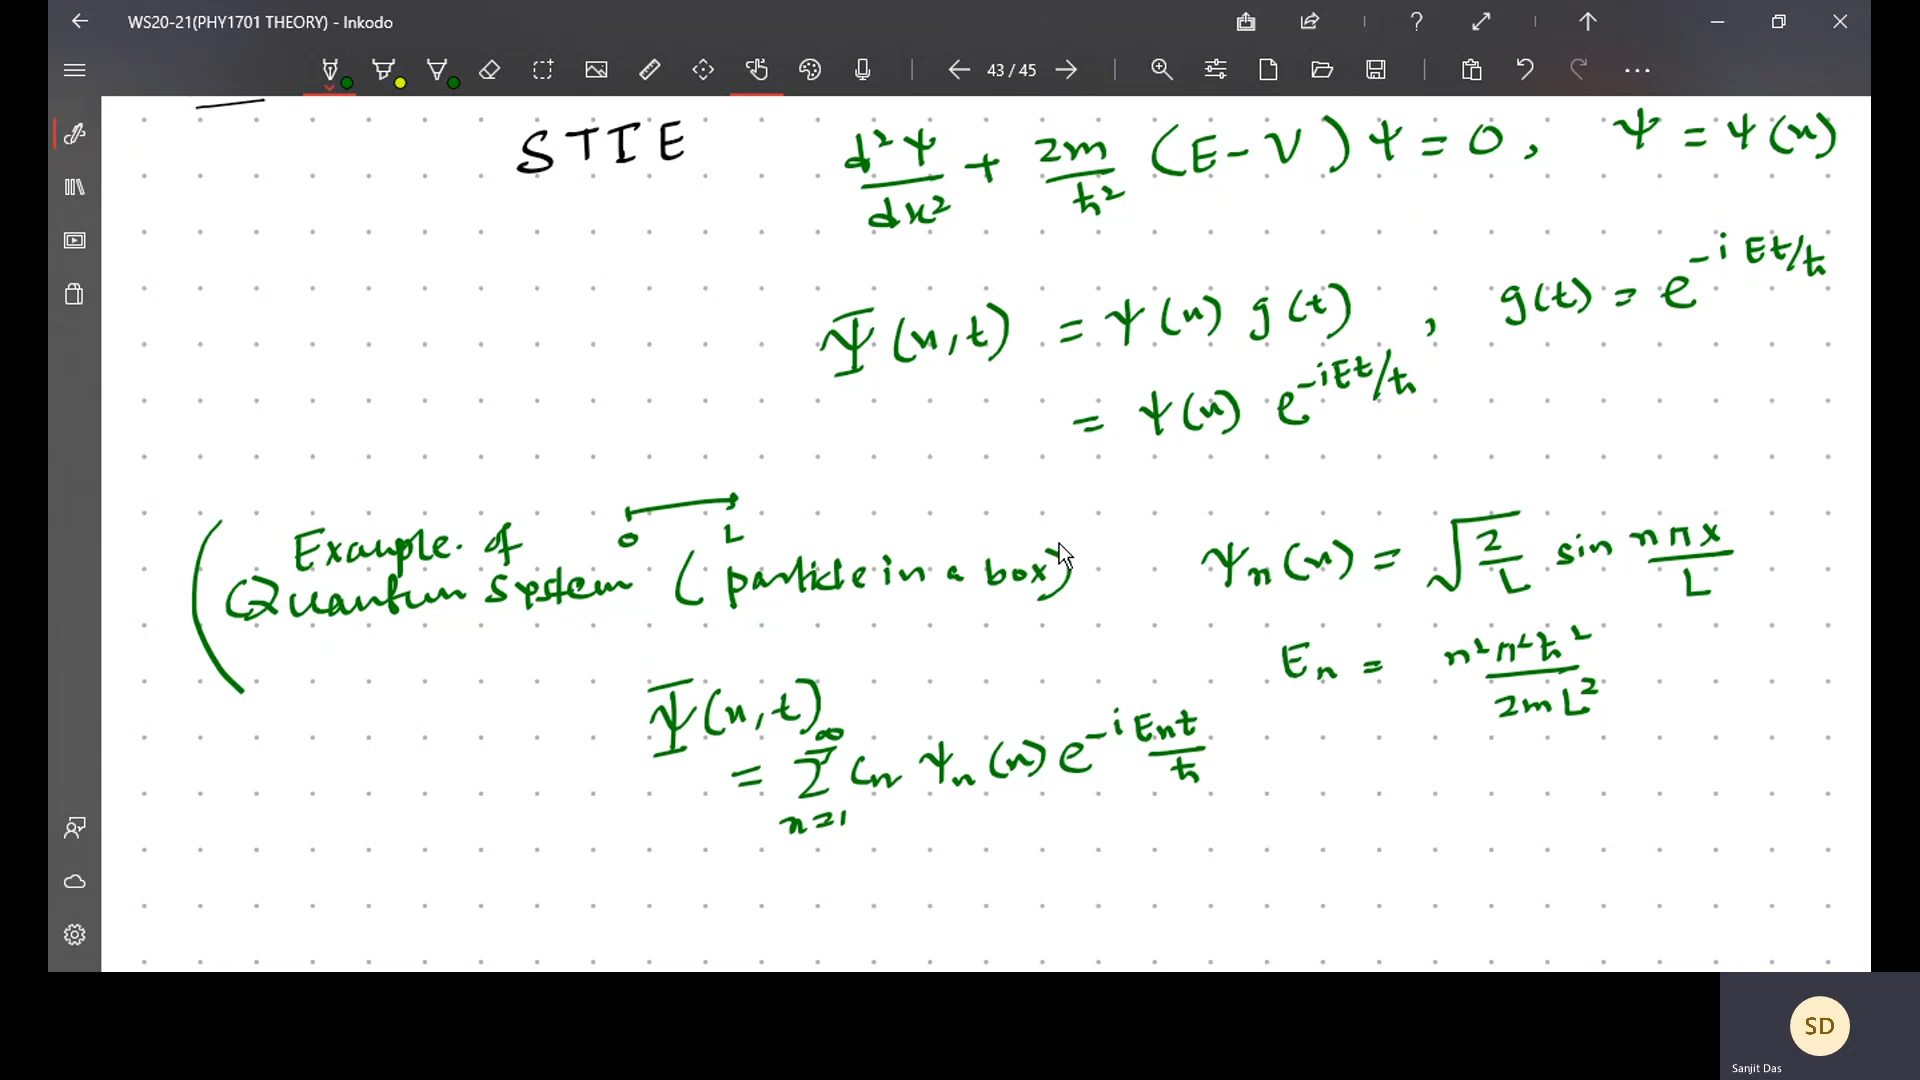 WS20-21(PHY1701 THEORY) - Inkodo
43 / 45
STIE d²ψ/dx² + 2m/ħ² (E - V) ψ = 0, ψ = ψ(x)
Ψ(x,t) = ψ(x) g(t), g(t) = e^{-iEt/ħ}
= ψ(x) e^{-iEt/ħ}
0 L
Example of
Quantum System (particle in a box) ψₙ(x) = √(2/L) sin nπx/L
Eₙ = n²π²ħ²/2mL²
Ψ(x,t)
= ∑_{n=1}^{∞} Cₙ ψₙ(x) e^{-iEₙt/ħ}
SD
Sanjit Das